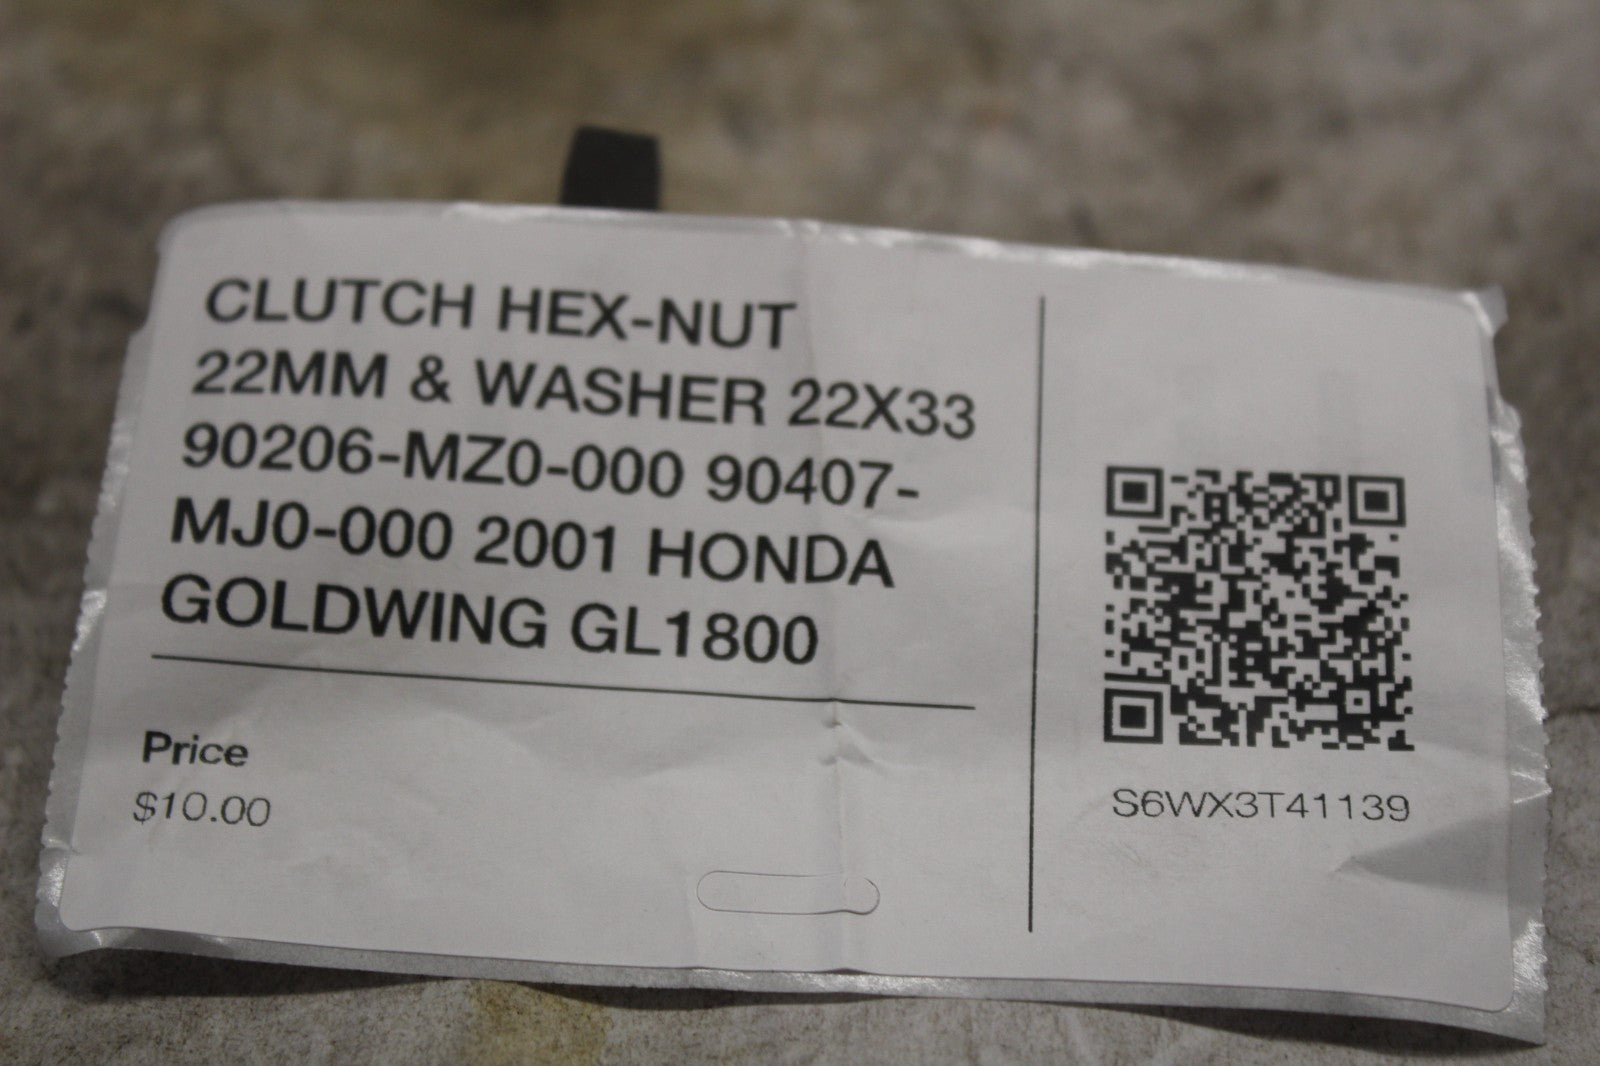 CLUTCH HEX-NUT
22MM & WASHER 22X33
90206-MZ0-000 90407-
MJ0-000 2001 HONDA
GOLDWING GL1800
Price
$10.00
S6WX3T41139